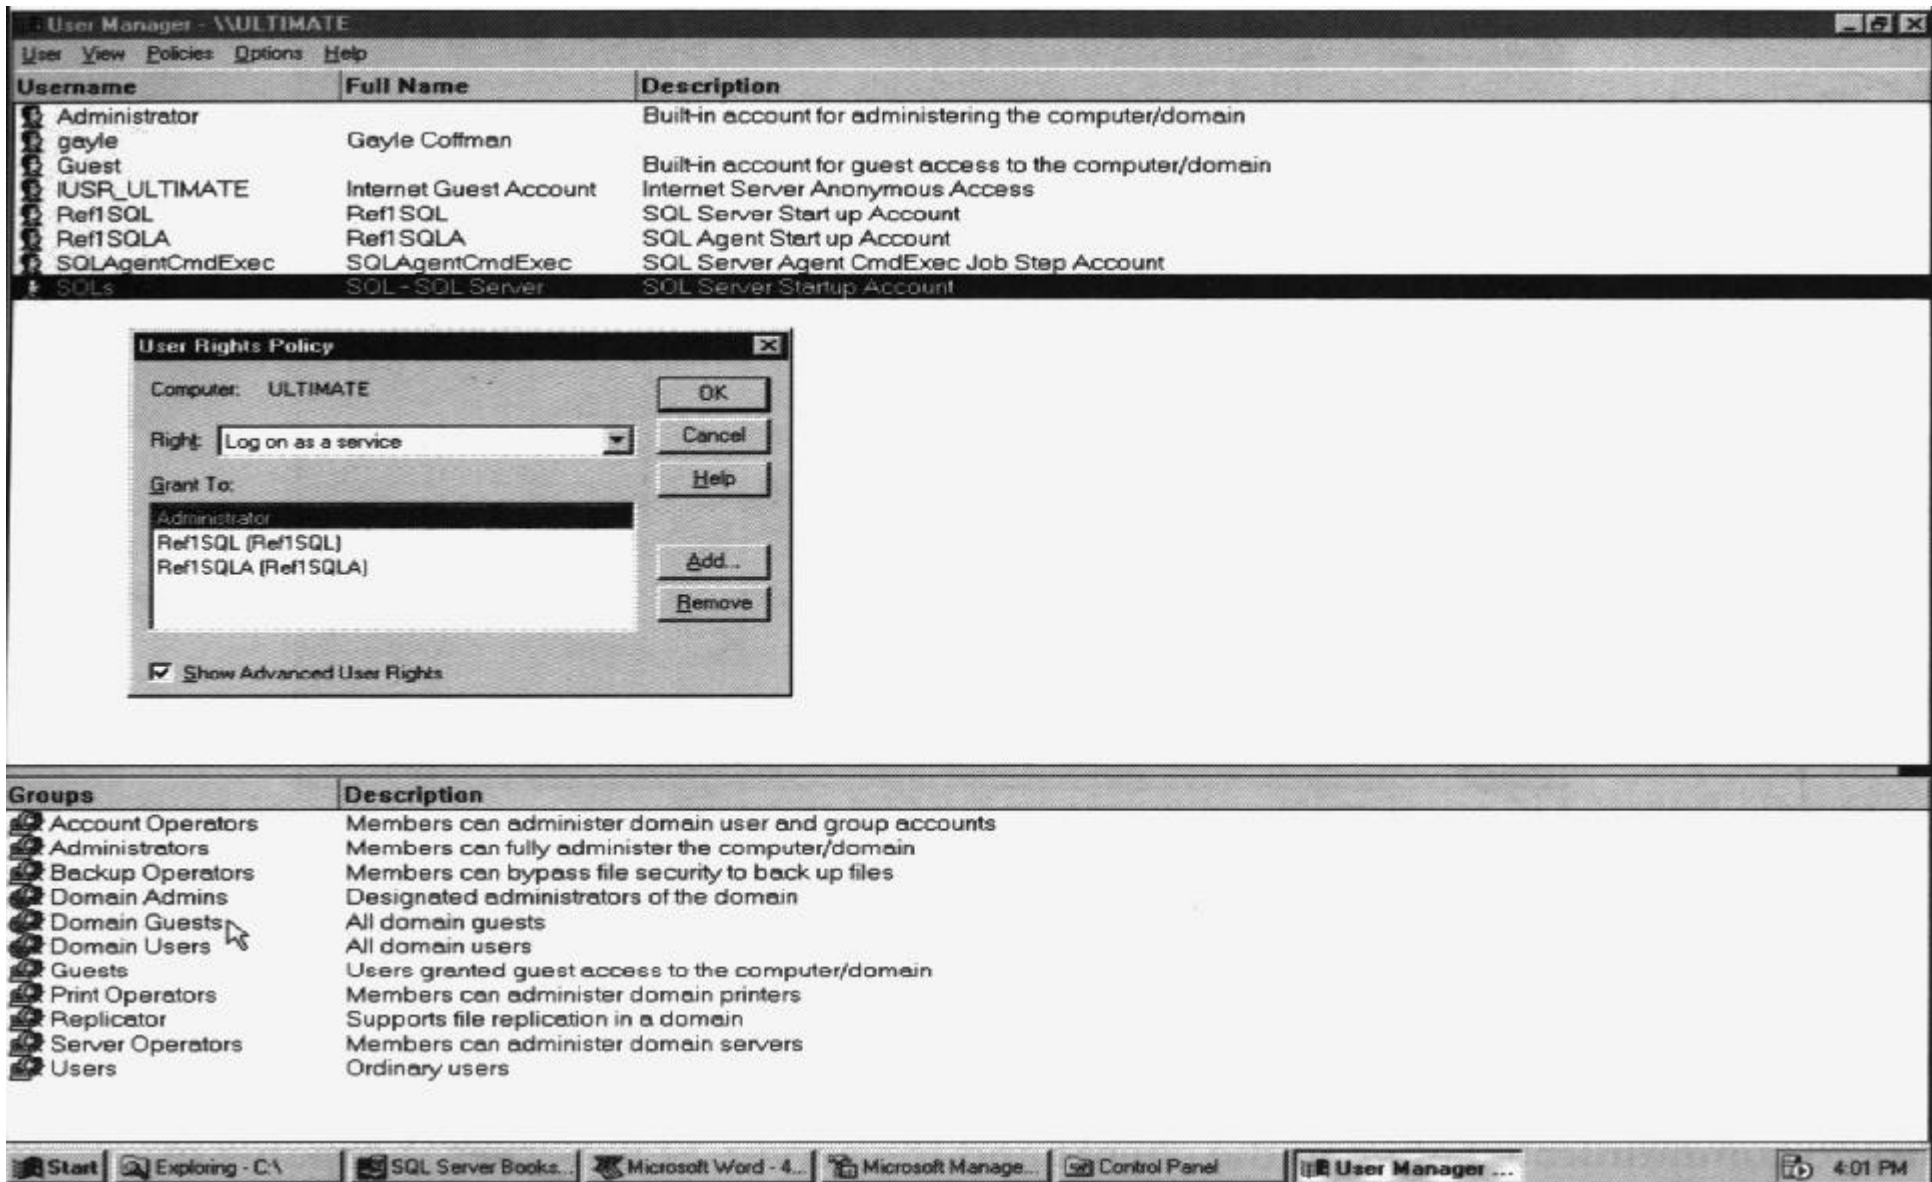 User Manager - \\ULTIMATE
User View Policies Options Help
Username Full Name Description
Administrator Built-in account for administering the computer/domain
gayle Gayle Coffman
Guest Built-in account for guest access to the computer/domain
IUSR_ULTIMATE Internet Guest Account Internet Server Anonymous Access
Ref1SQL Ref1SQL SQL Server Start up Account
Ref1SQLA Ref1SQLA SQL Agent Start up Account
SQLAgentCmdExec SQLAgentCmdExec SQL Server Agent CmdExec Job Step Account
SQLs SQL - SQL Server SQL Server Startup Account
User Rights Policy
Computer: ULTIMATE
OK
Right: Log on as a service
Cancel
Grant To:
Help
Administrator
Ref1SQL (Ref1SQL)
Ref1SQLA (Ref1SQLA)
Add...
Remove
Show Advanced User Rights
Groups Description
Account Operators Members can administer domain user and group accounts
Administrators Members can fully administer the computer/domain
Backup Operators Members can bypass file security to back up files
Domain Admins Designated administrators of the domain
Domain Guests All domain guests
Domain Users All domain users
Guests Users granted guest access to the computer/domain
Print Operators Members can administer domain printers
Replicator Supports file replication in a domain
Server Operators Members can administer domain servers
Users Ordinary users
Start Exploring - C:\ SQL Server Books... Microsoft Word - 4... Microsoft Manage... Control Panel User Manager ... 4:01 PM